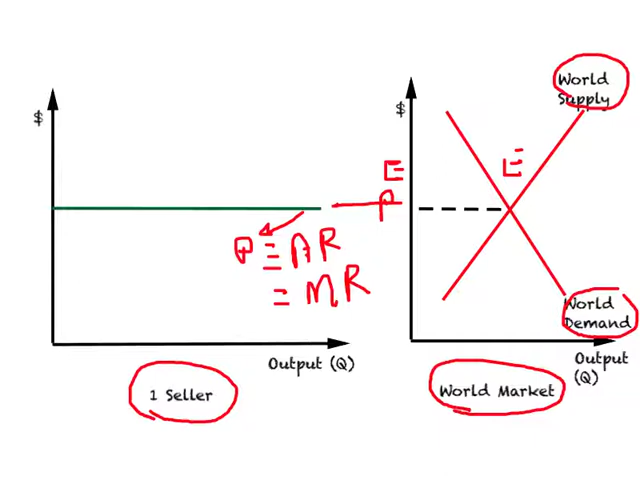 World
Supply
$
$
E
E
P
P ≡ AR
≡ MR
World
Demand
Output (Q)
Output
(Q)
1 Seller
World Market